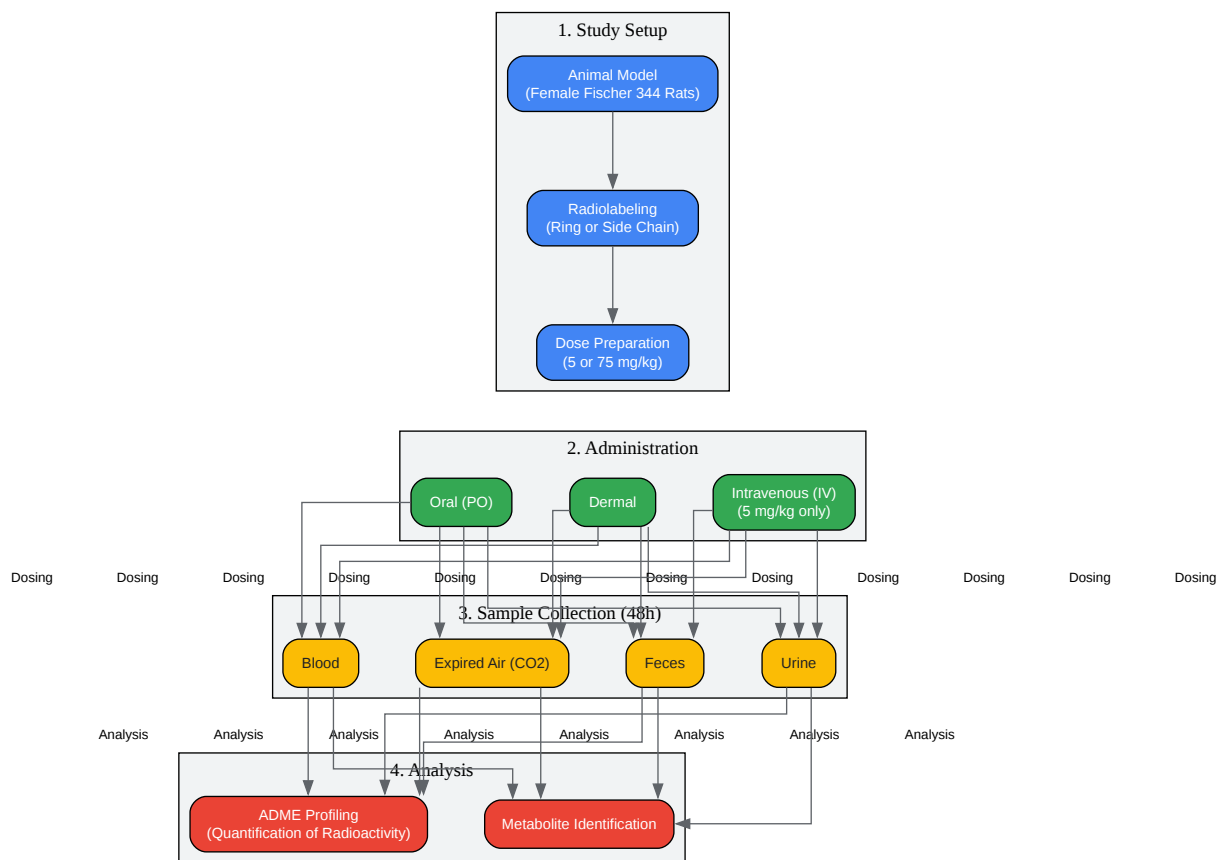 1. Study Setup
Animal Model
(Female Fischer 344 Rats)
Radiolabeling
(Ring or Side Chain)
Dose Preparation
(5 or 75 mg/kg)
2. Administration
Oral (PO)
Dermal
Intravenous (IV)
(5 mg/kg only)
Dosing
Dosing
Dosing
Dosing
Dosing
Dosing
Dosing
Dosing
Dosing
Dosing
Dosing
Dosing
3. Sample Collection (48h)
Blood
Expired Air (CO2)
Feces
Urine
Analysis
Analysis
Analysis
Analysis
Analysis
Analysis
Analysis
Analysis
4. Analysis
ADME Profiling
(Quantification of Radioactivity)
Metabolite Identification